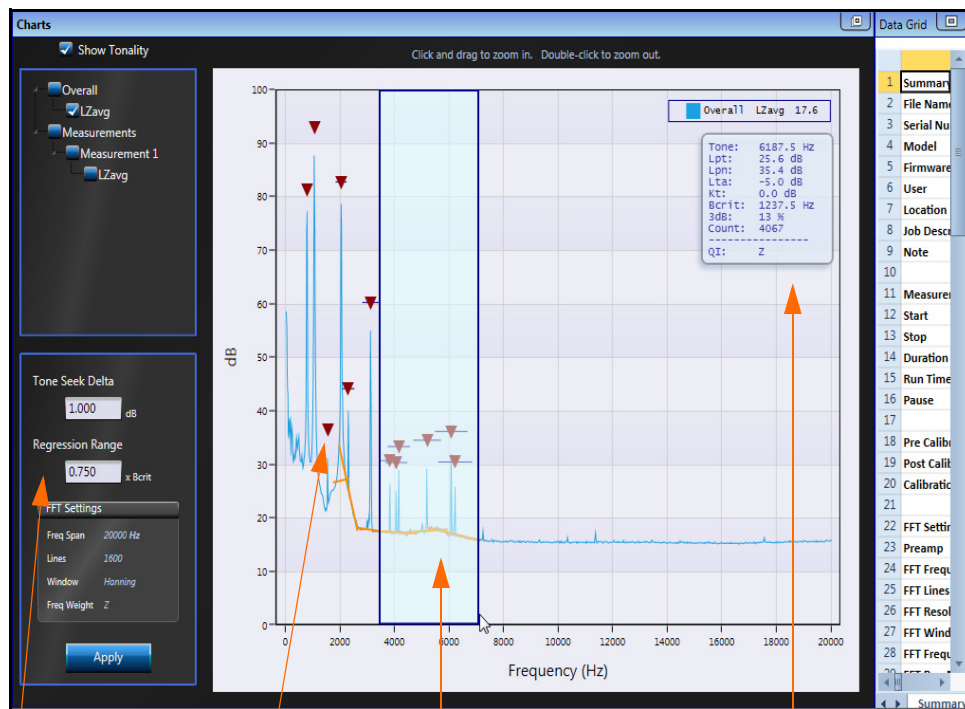 Charts
Show Tonality
Click and drag to zoom in. Double-click to zoom out.
Overall
LZavg
Measurements
Measurement 1
LZavg
Tone Seek Delta
1.000 dB
Regression Range
0.750 x Bcrit
FFT Settings
Freq Span 20000 Hz
Lines 1600
Window Hanning
Freq Weight Z
Apply
Overall LZavg 17.6
Tone: 6187.5 Hz
Lpt: 25.6 dB
Lpn: 35.4 dB
Lta: -5.0 dB
Kt: 0.0 dB
Bcrit: 1237.5 Hz
3dB: 13 %
Count: 4067
----------------
QI: Z
100
90
80
70
60
50
40
30
20
10
0
dB
0 2000 4000 6000 8000 10000 12000 14000 16000 18000 20000
Frequency (Hz)
Data Grid
1 Summary
2 File Name
3 Serial Nu
4 Model
5 Firmware
6 User
7 Location
8 Job Descr
9 Note
10
11 Measurer
12 Start
13 Stop
14 Duration
15 Run Time
16 Pause
17
18 Pre Calibr
19 Post Calib
20 Calibratic
21
22 FFT Settin
23 Preamp
24 FFT Frequ
25 FFT Lines
26 FFT Resol
27 FFT Wind
28 FFT Frequ
Summary